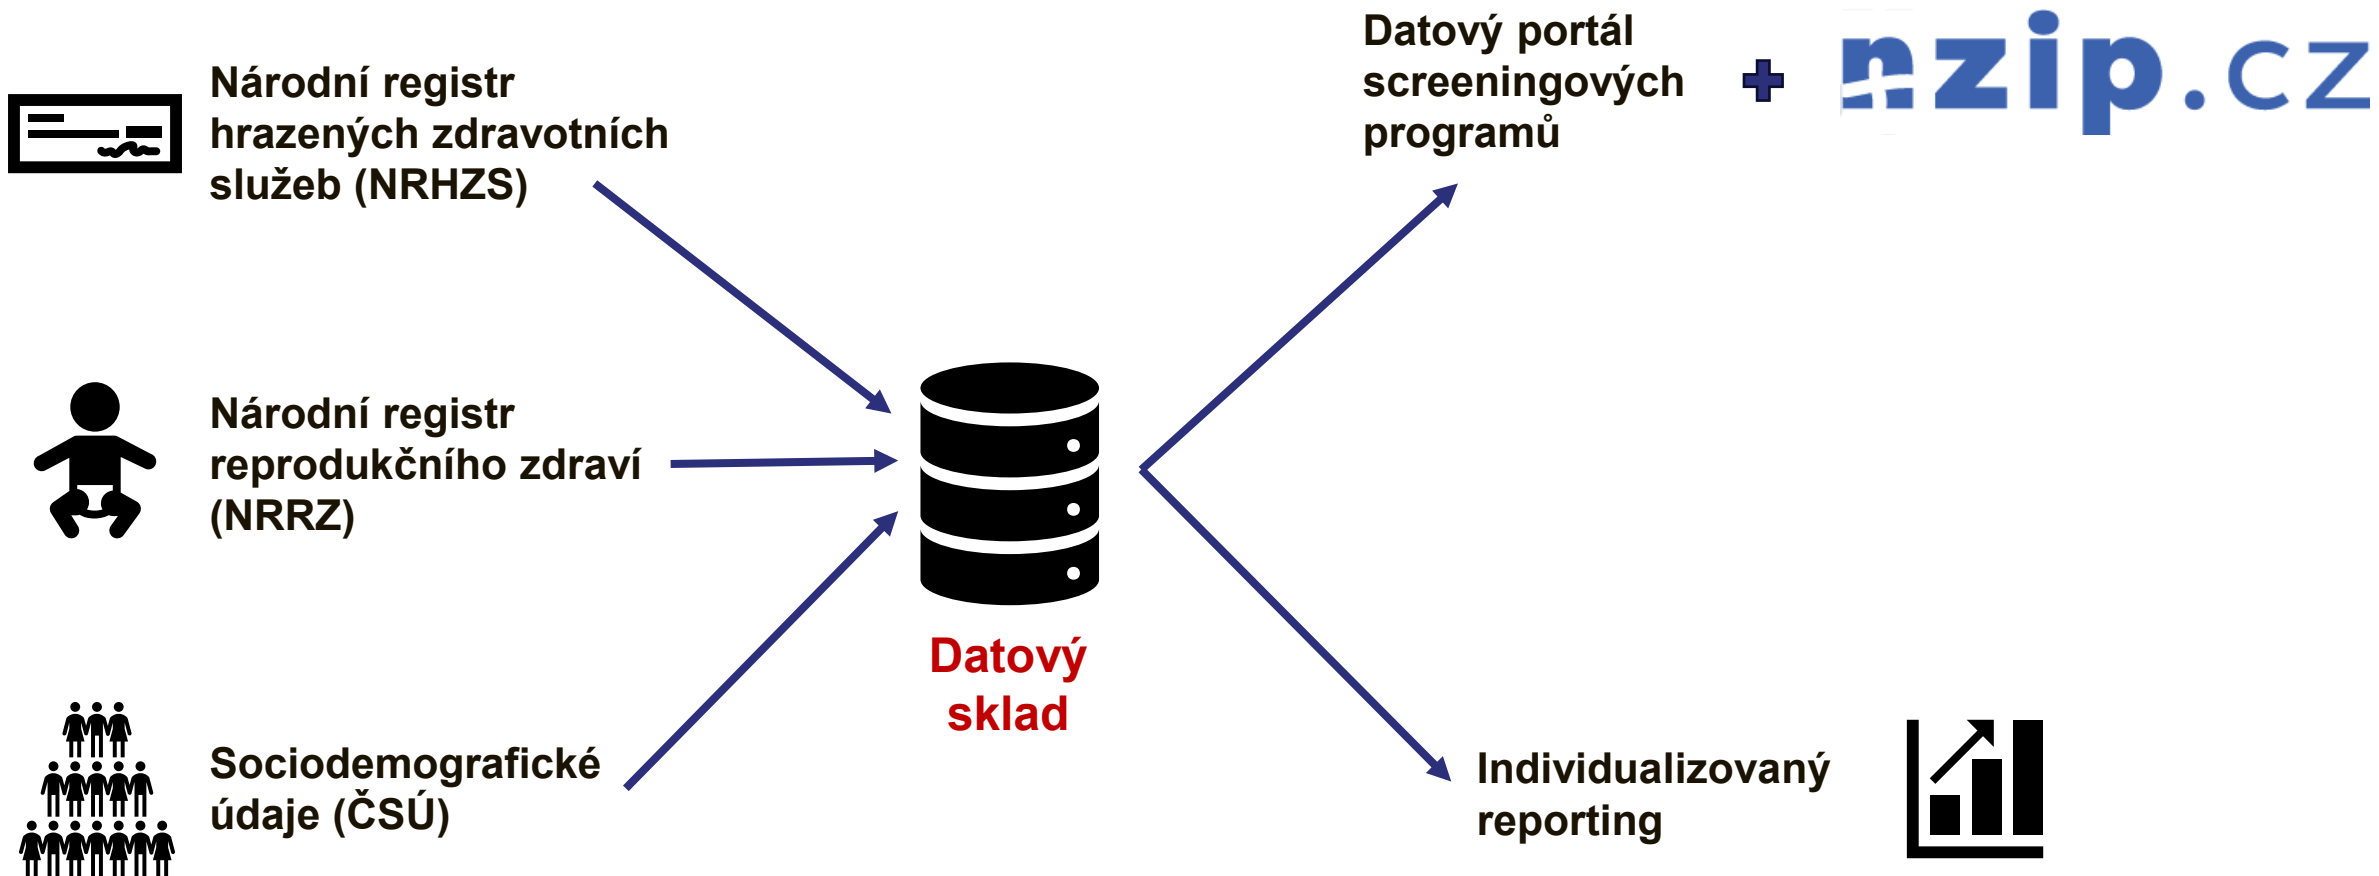 Národní registr
hrazených zdravotních
služeb (NRHZS)
Národní registr
reprodukčního zdraví
(NRRZ)
Sociodemografické
údaje (ČSÚ)
Datový
sklad
Datový portál
screeningových
programů
nzip.cz
Individualizovaný
reporting